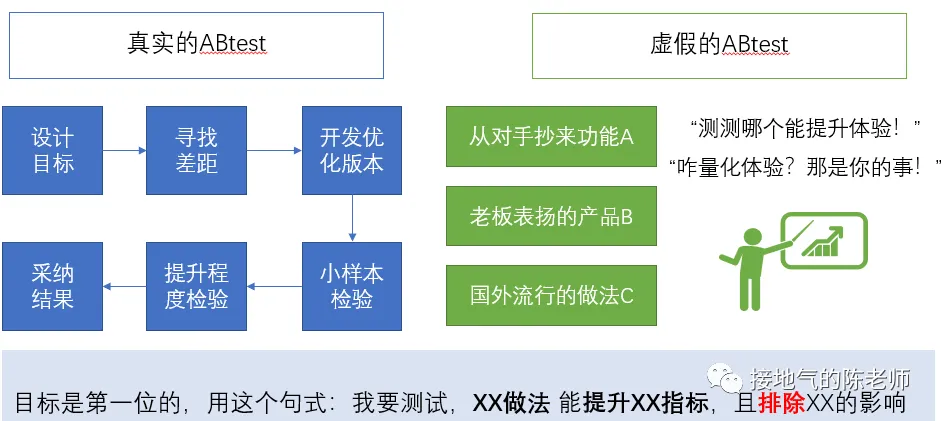 真实的ABtest
虚假的ABtest
设计
目标
寻找
差距
开发优
化版本
采纳
结果
提升程
度检验
小样本
检验
从对手抄来功能A
老板表扬的产品B
国外流行的做法C
“测测哪个能提升体验！”
“咋量化体验？那是你的事！”
接地气的陈老师
目标是第一位的，用这个句式：我要测试，XX做法 能提升XX指标，且排除XX的影响